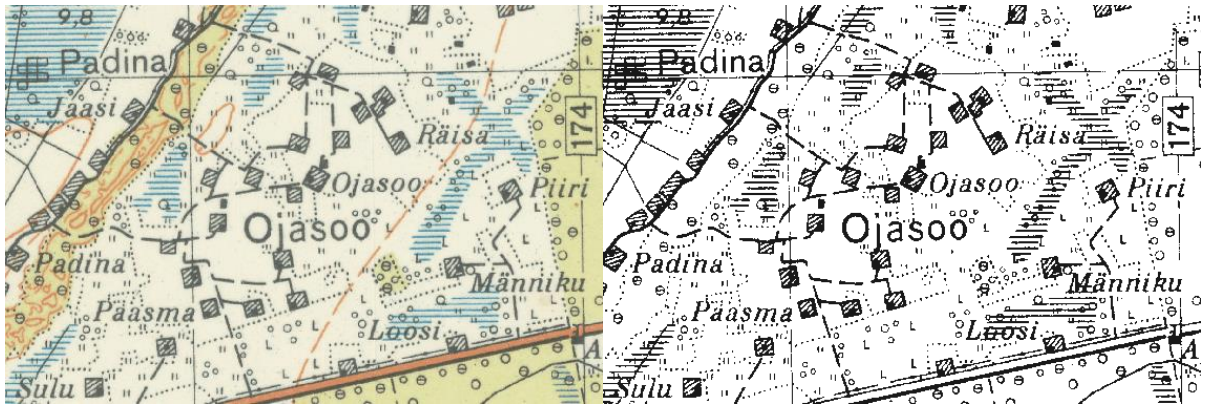 9,8
Padina
Jaasi
Räisa
174
Ojasoo
Piiri
Ojasoo
Padina
Männiku
Paasma
Loosi
A
Sulu
9,8
Padina
Jaasi
Räisa
174
Ojasoo
Piiri
Ojasoo
Padina
Männiku
Paasma
Loosi
A
Sulu